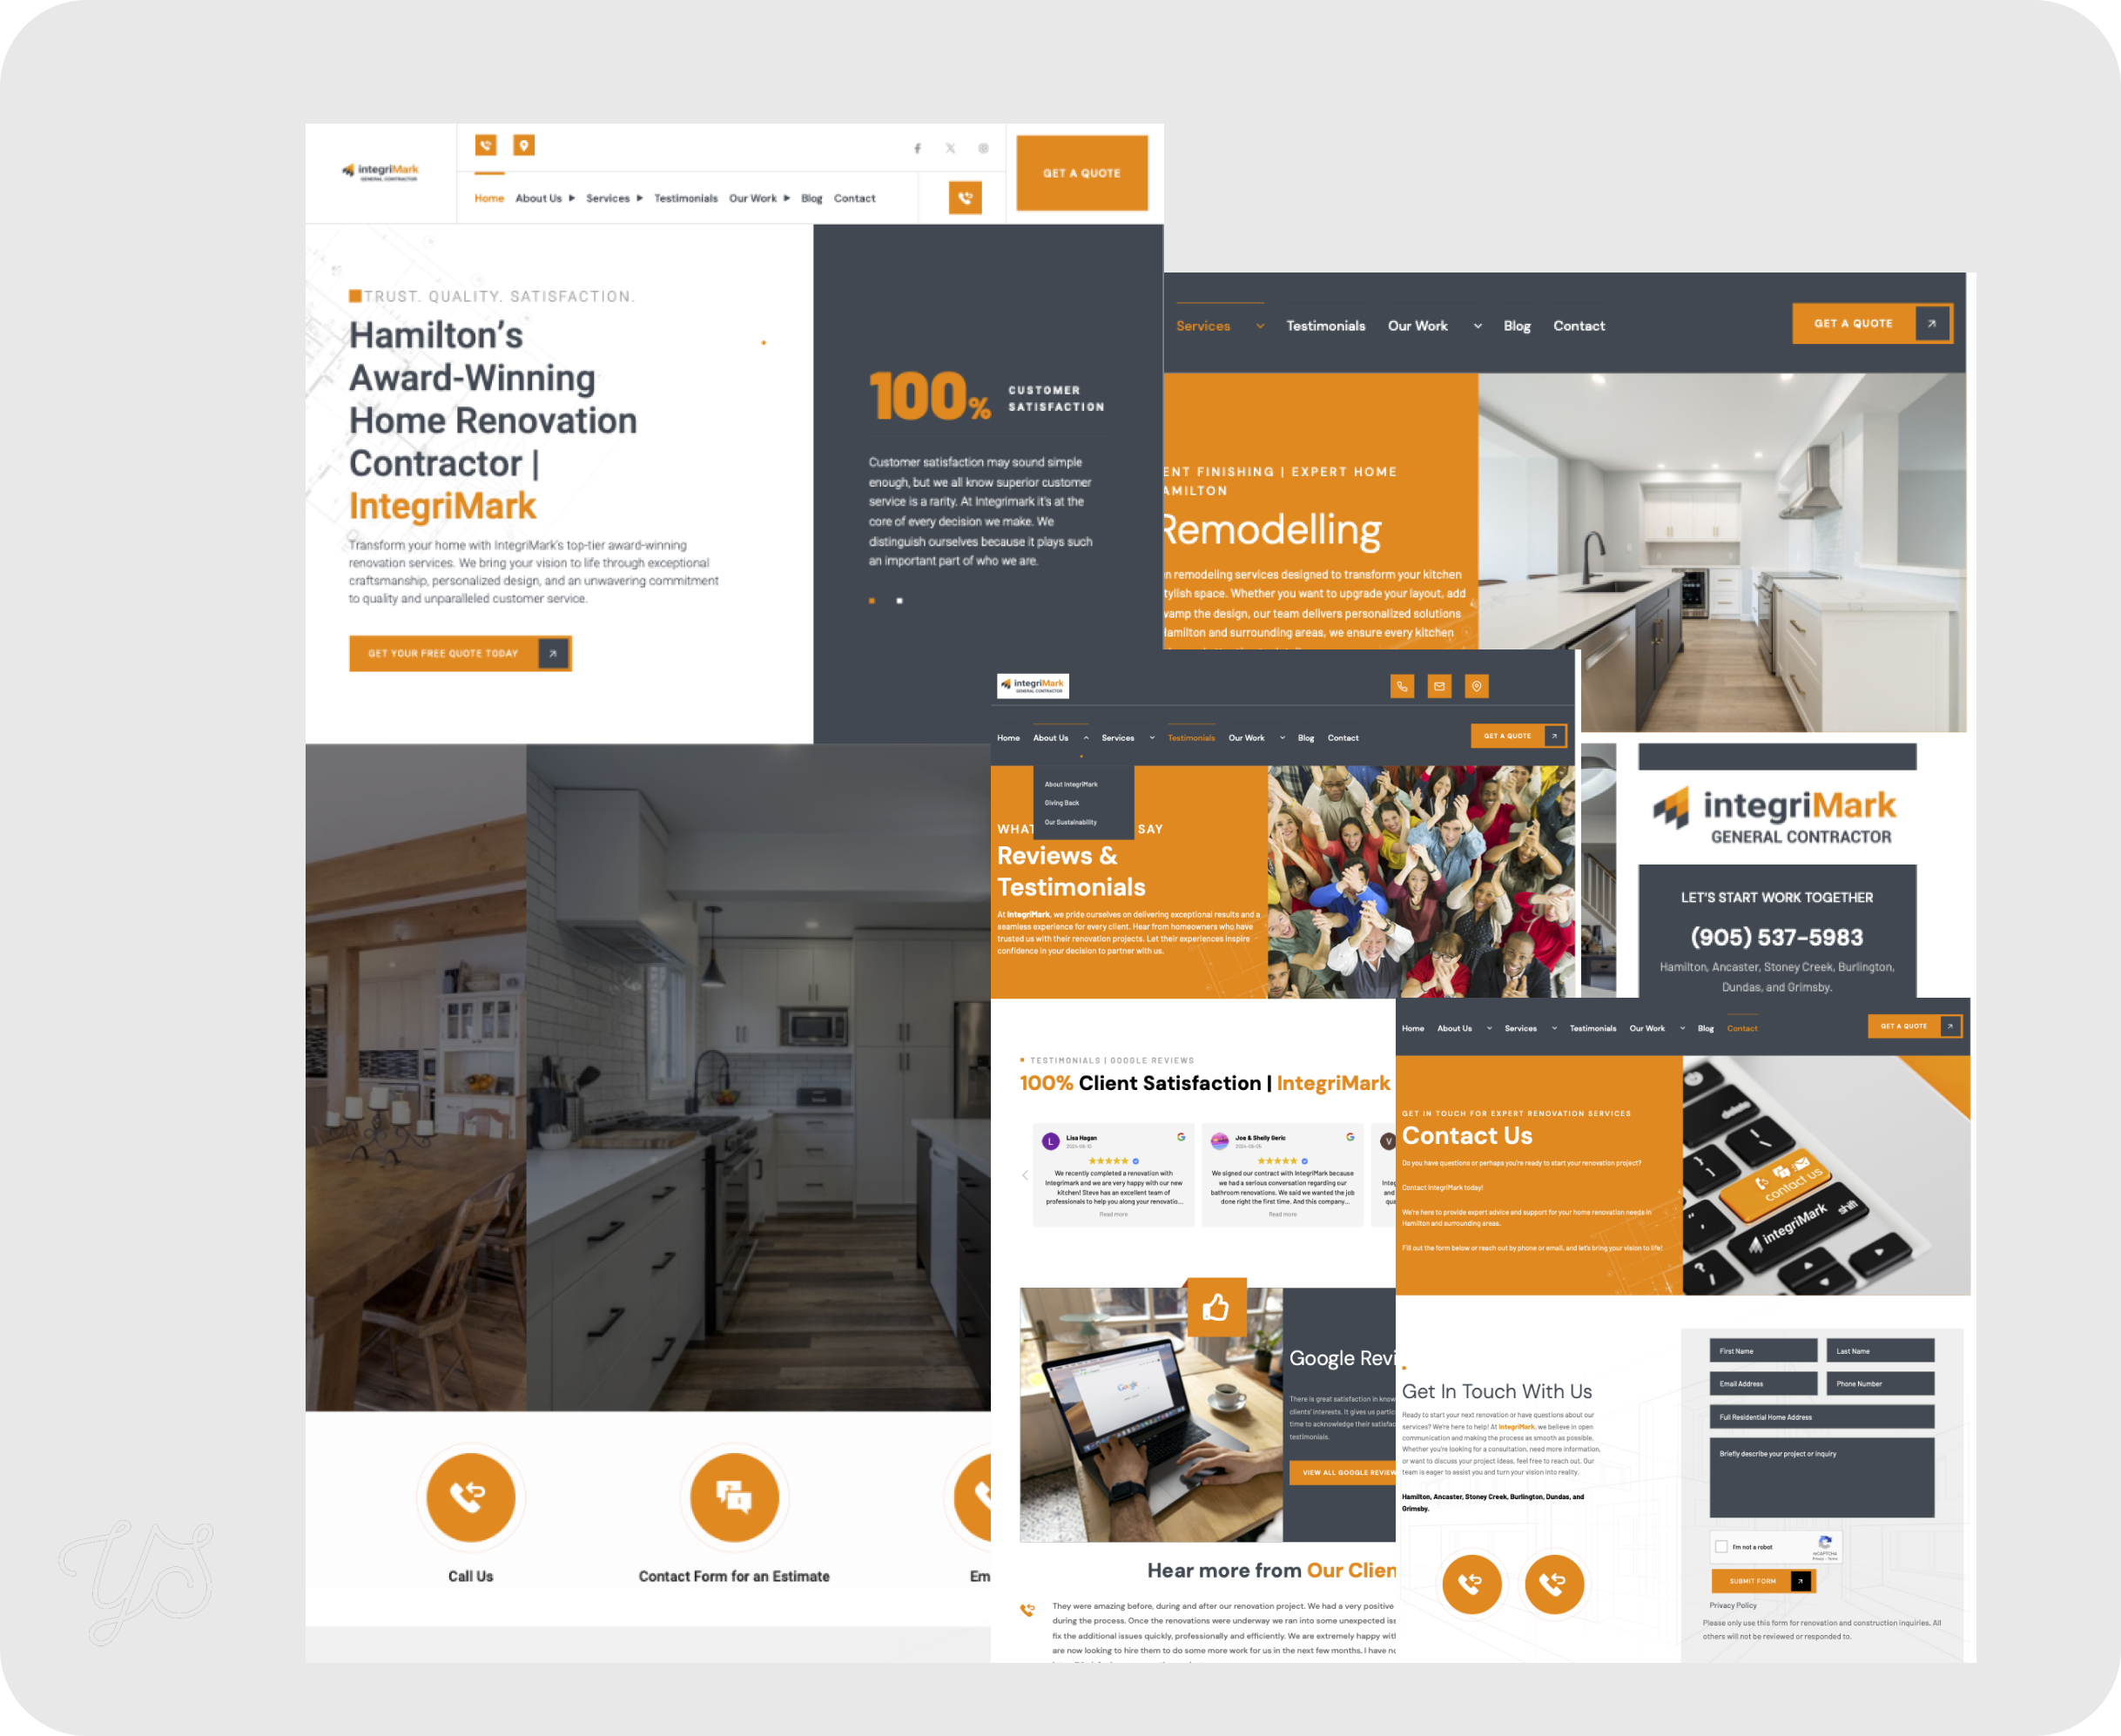 integriMark
GENERAL CONTRACTOR
GET A QUOTE
Home About Us Services Testimonials Our Work Blog Contact
TRUST. QUALITY. SATISFACTION.
Hamilton's
Award-Winning
Home Renovation
Contractor |
IntegriMark
Transform your home with IntegriMark's top-tier award-winning
renovation services. We bring your vision to life through exceptional
craftsmanship, personalized design, and an unwavering commitment
to quality and unparalleled customer service.
GET YOUR FREE QUOTE TODAY
100% CUSTOMER
SATISFACTION
Customer satisfaction may sound simple
enough, but we all know superior customer
service is a rarity. At Integrimark it's at the
core of every decision we make. We
distinguish ourselves because it plays such
an important part of who we are.
Call Us
Contact Form for an Estimate
Em
Services Testimonials Our Work Blog Contact
GET A QUOTE
ENT FINISHING | EXPERT HOME
AMILTON
Remodelling
n remodeling services designed to transform your kitchen
tylish space. Whether you want to upgrade your layout, add
vamp the design, our team delivers personalized solutions
Hamilton and surrounding areas, we ensure every kitchen
integriMark
GENERAL CONTRACTOR
LET'S START WORK TOGETHER
(905) 537-5983
Hamilton, Ancaster, Stoney Creek, Burlington,
Dundas, and Grimsby.
integriMark
GENERAL CONTRACTOR
Home About Us Services Testimonials Our Work Blog Contact
GET A QUOTE
About IntegriMark
Giving Back
Our Sustainability
WHAT SAY
Reviews &
Testimonials
At IntegriMark, we pride ourselves on delivering exceptional results and a
seamless experience for every client. Hear from homeowners who have
trusted us with their renovation projects. Let their experiences inspire
confidence in your decision to partner with us.
TESTIMONIALS | GOOGLE REVIEWS
100% Client Satisfaction | IntegriMark
L Lisa Hagan
We recently completed a renovation with
Integrimark and we are very happy with our new
kitchen! Steve has an excellent team of
professionals to help you along your renovatio...
Read more
Joe & Shelly Geric
We signed our contract with IntegriMark because
we had a serious conversation regarding our
bathroom renovations. We said we wanted the job
done right the first time. And this company...
Read more
V
Integ
and
qua
Google
Google Revi
There is great satisfaction in know
clients' interests. It gives us partic
time to acknowledge their satisfac
testimonials.
VIEW ALL GOOGLE REVIEW
Hear more from Our Clien
They were amazing before, during and after our renovation project. We had a very positive
during the process. Once the renovations were underway we ran into some unexpected iss
fix the additional issues quickly, professionally and efficiently. We are extremely happy wit
are now looking to hire them to do some more work for us in the next few months. I have no
Home About Us Services Testimonials Our Work Blog Contact
GET A QUOTE
GET IN TOUCH FOR EXPERT RENOVATION SERVICES
Contact Us
Do you have questions or perhaps you're ready to start your renovation project?
Contact IntegriMark today!
We're here to provide expert advice and support for your home renovation needs in
Hamilton and surrounding areas.
Fill out the form below or reach out by phone or email, and let's bring your vision to life!
delete
contact us
integriMark
shift
Get In Touch With Us
Ready to start your next renovation or have questions about our
services? We're here to help! At IntegriMark, we believe in open
communication and making the process as smooth as possible.
Whether you're looking for a consultation, need more information,
or want to discuss your project ideas, feel free to reach out. Our
team is eager to assist you and turn your vision into reality.
Hamilton, Ancaster, Stoney Creek, Burlington, Dundas, and
Grimsby.
First Name Last Name
Email Address Phone Number
Full Residential Home Address
Briefly describe your project or inquiry
I'm not a robot
reCAPTCHA
Privacy - Terms
SUBMIT FORM
Privacy Policy
Please only use this form for renovation and construction inquiries. All
others will not be reviewed or responded to.